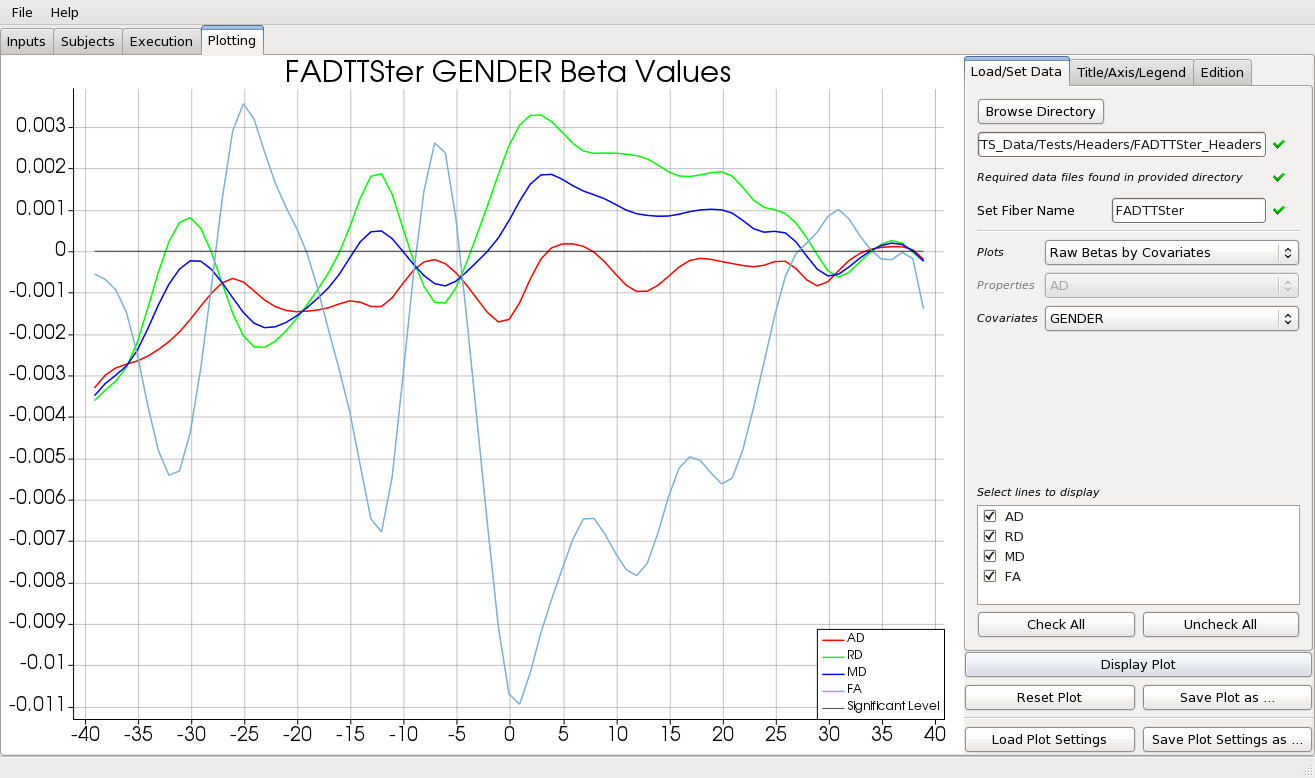 File Help
Inputs Subjects Execution Plotting
FADTTSter GENDER Beta Values
0.003
0.002
0.001
0
-0.001
-0.002
-0.003
-0.004
-0.005
-0.006
-0.007
-0.008
-0.009
-0.01
-0.011
-40 -35 -30 -25 -20 -15 -10 -5 0 5 10 15 20 25 30 35 40
AD
RD
MD
FA
Significant Level
Load/Set Data Title/Axis/Legend Edition
Browse Directory
TS_Data/Tests/Headers/FADTTSter_Headers
Required data files found in provided directory
Set Fiber Name FADTTSter
Plots Raw Betas by Covariates
Properties AD
Covariates GENDER
Select lines to display
AD
RD
MD
FA
Check All Uncheck All
Display Plot
Reset Plot Save Plot as ...
Load Plot Settings Save Plot Settings as ...